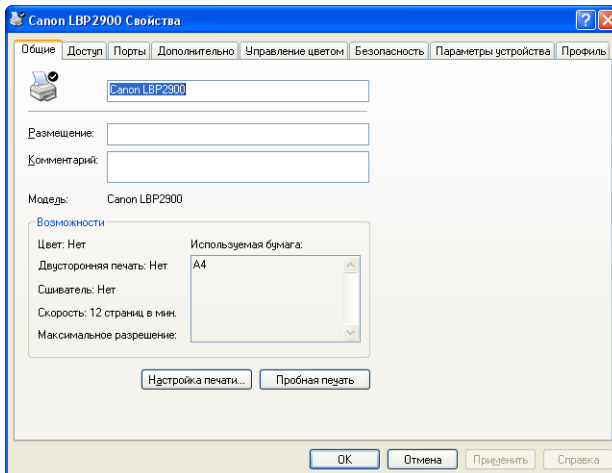 Canon LBP2900 Свойства
Общие Доступ Порты Дополнительно Управление цветом Безопасность Параметры устройства Профиль
Canon LBP2900
Размещение:
Комментарий:
Модель: Canon LBP2900
Возможности
Цвет: Нет Используемая бумага:
Двусторонняя печать: Нет A4
Сшиватель: Нет
Скорость: 12 страниц в мин.
Максимальное разрешение:
Настройка печати... Пробная печать
OK Отмена Применить Справка